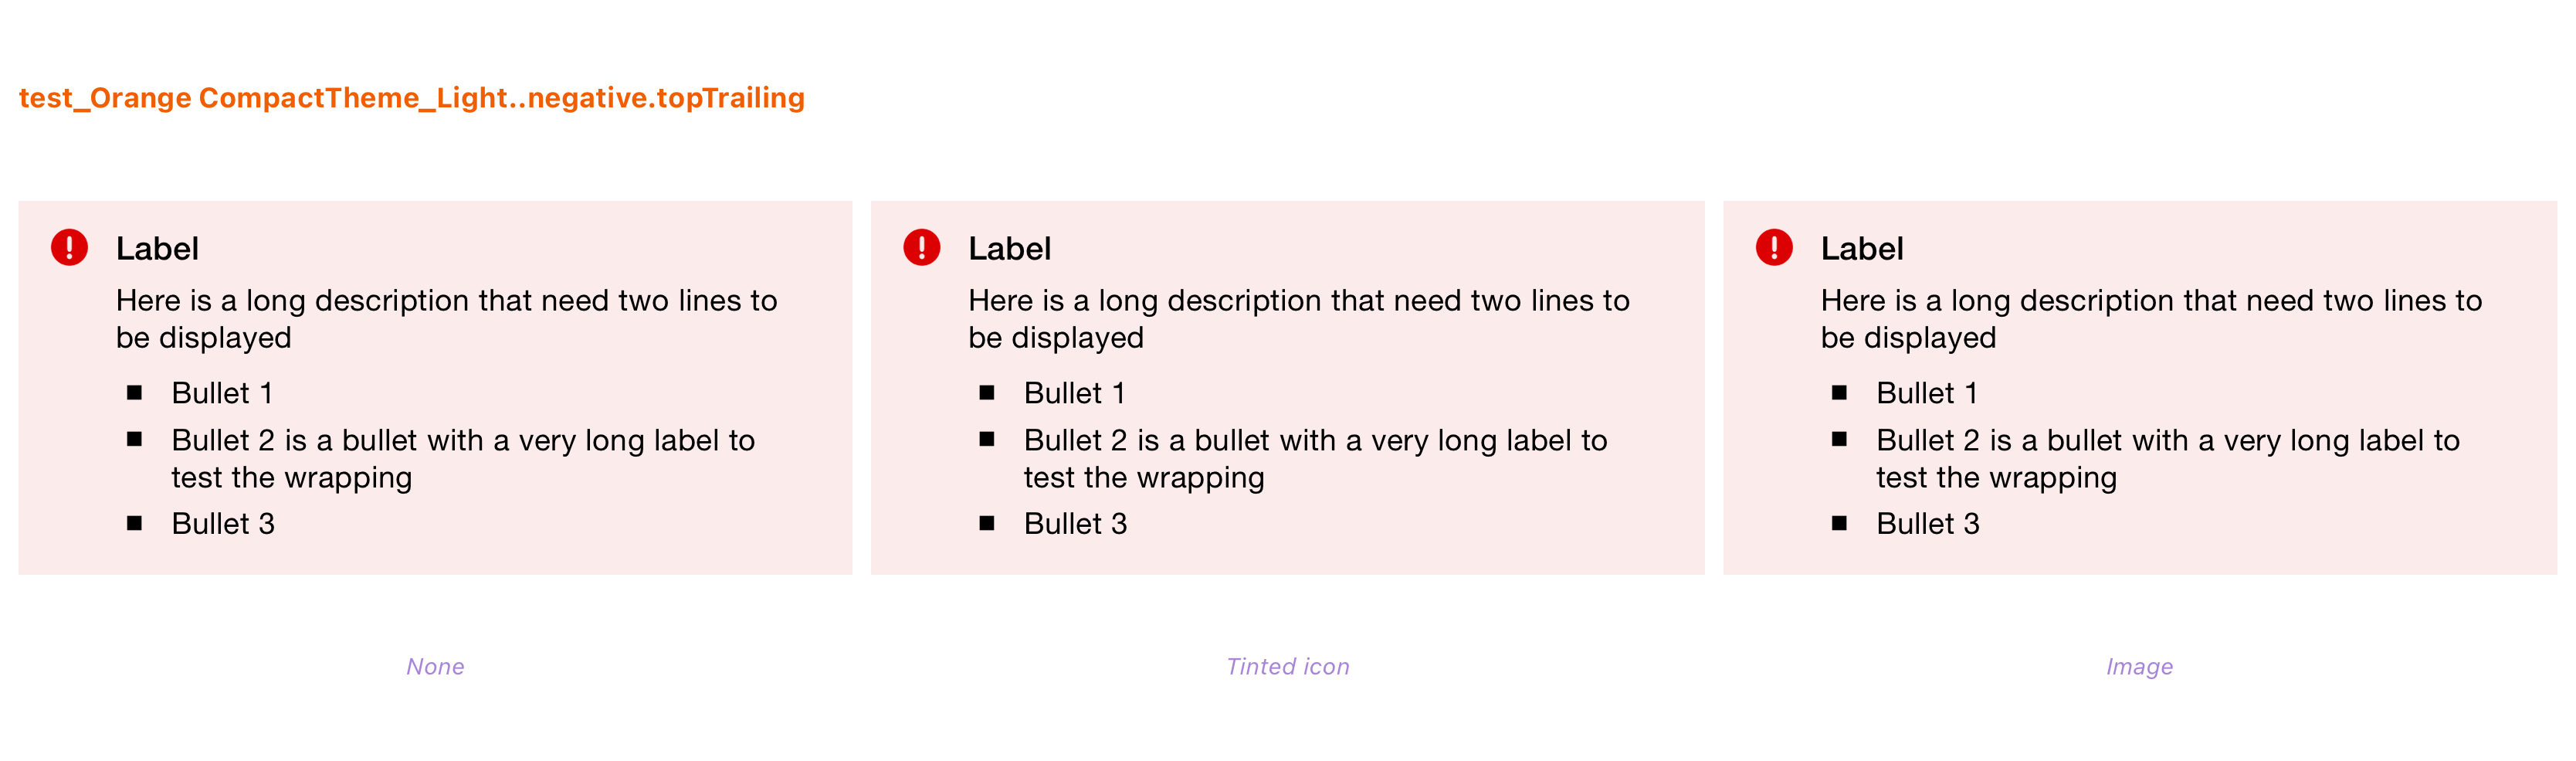 test_Orange CompactTheme_Light..negative.topTrailing
Label
Here is a long description that need two lines to
be displayed
Bullet 1
Bullet 2 is a bullet with a very long label to
test the wrapping
Bullet 3
None
Label
Here is a long description that need two lines to
be displayed
Bullet 1
Bullet 2 is a bullet with a very long label to
test the wrapping
Bullet 3
Tinted icon
Label
Here is a long description that need two lines to
be displayed
Bullet 1
Bullet 2 is a bullet with a very long label to
test the wrapping
Bullet 3
Image